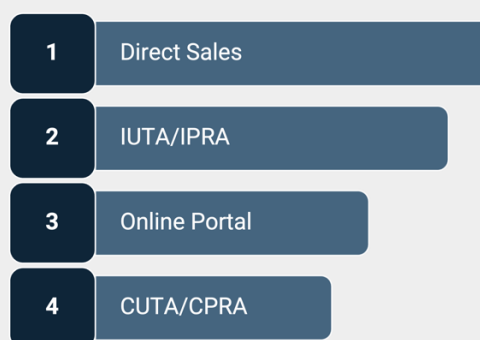 1 Direct Sales
2 IUTA/IPRA
3 Online Portal
4 CUTA/CPRA